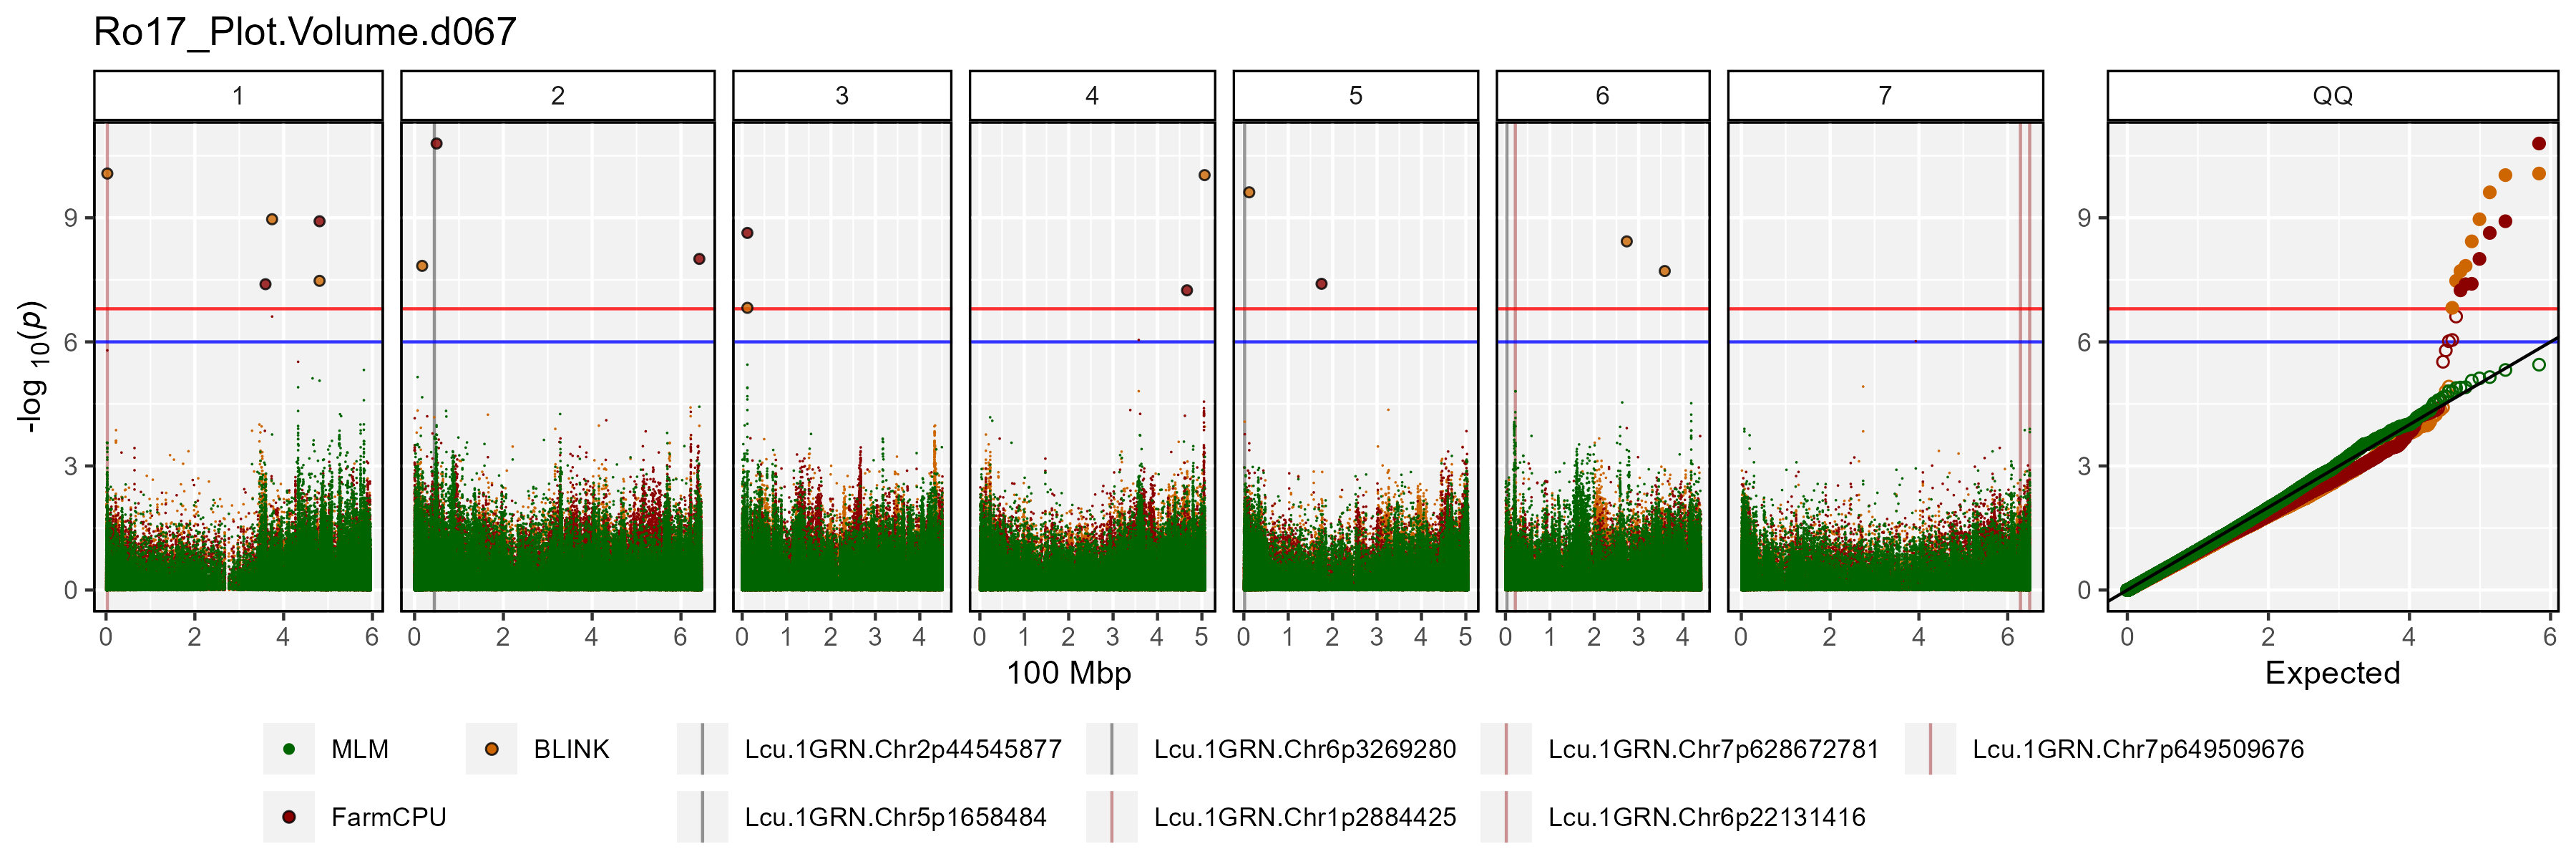 Ro17_Plot.Volume.d067
1 2 3 4 5 6 7 QQ
-log 10(p)
9 9
6 6
3 3
0 0
0 2 4 6 0 2 4 6 0 1 2 3 4 0 1 2 3 4 5 0 1 2 3 4 5 0 1 2 3 4 0 2 4 6 0 2 4 6
100 Mbp Expected
MLM BLINK Lcu.1GRN.Chr2p44545877 Lcu.1GRN.Chr6p3269280 Lcu.1GRN.Chr7p628672781 Lcu.1GRN.Chr7p649509676
FarmCPU Lcu.1GRN.Chr5p1658484 Lcu.1GRN.Chr1p2884425 Lcu.1GRN.Chr6p22131416